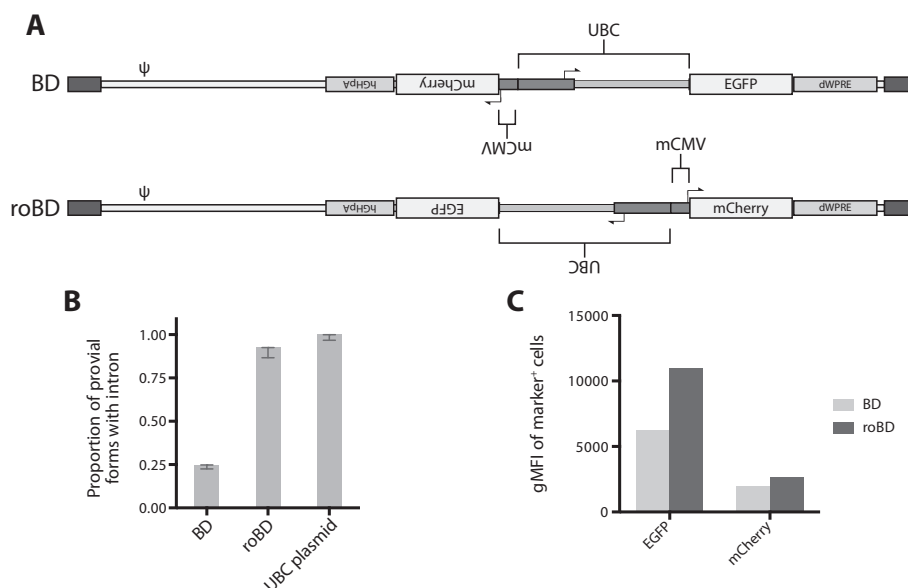 A
UBC
BD
ψ
hGHpA
mCherry
EGFP
dWPRE
mCMV
mCMV
roBD
ψ
hGHpA
EGFP
mCherry
dWPRE
UBC
B
Proportion of provial
forms with intron
1.00
0.75
0.50
0.25
0.00
BD
roBD
UBC plasmid
C
gMFI of marker⁺ cells
15000
10000
5000
0
EGFP
mCherry
BD
roBD